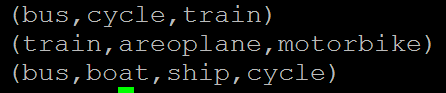 (bus,cycle,train)
(train,areoplane,motorbike)
(bus,boat,ship,cycle)